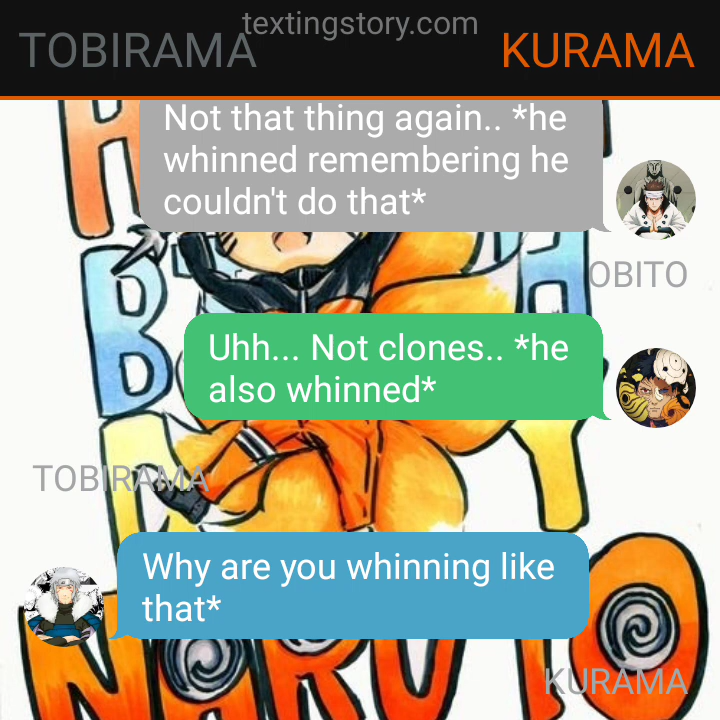 textingstory.com
TOBIRAMA
KURAMA
Not that thing again.. *he
whinned remembering he
couldn't do that*
OBITO
Uhh... Not clones.. *he
also whinned*
TOBIRAMA
Why are you whinning like
that*
KURAMA
NARUTO